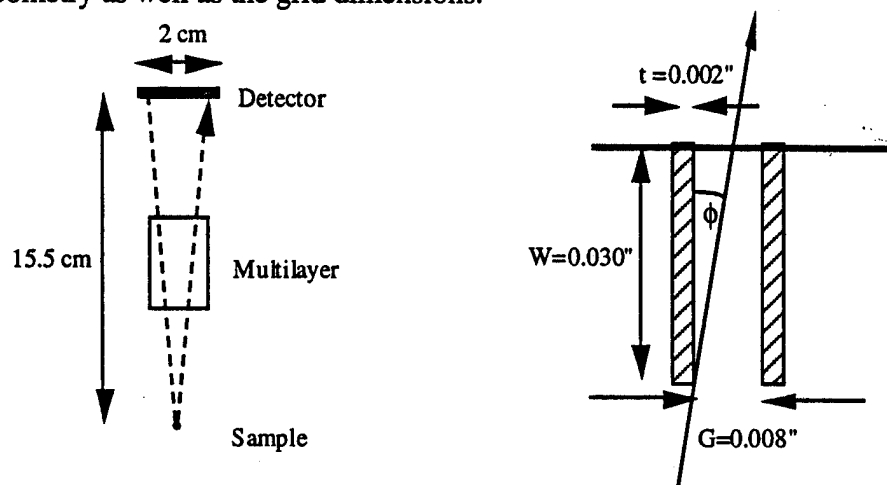 ometry as well as the grid dimensions.
2 cm
Detector
15.5 cm
Multilayer
Sample
t =0.002"
ϕ
W=0.030"
G=0.008"